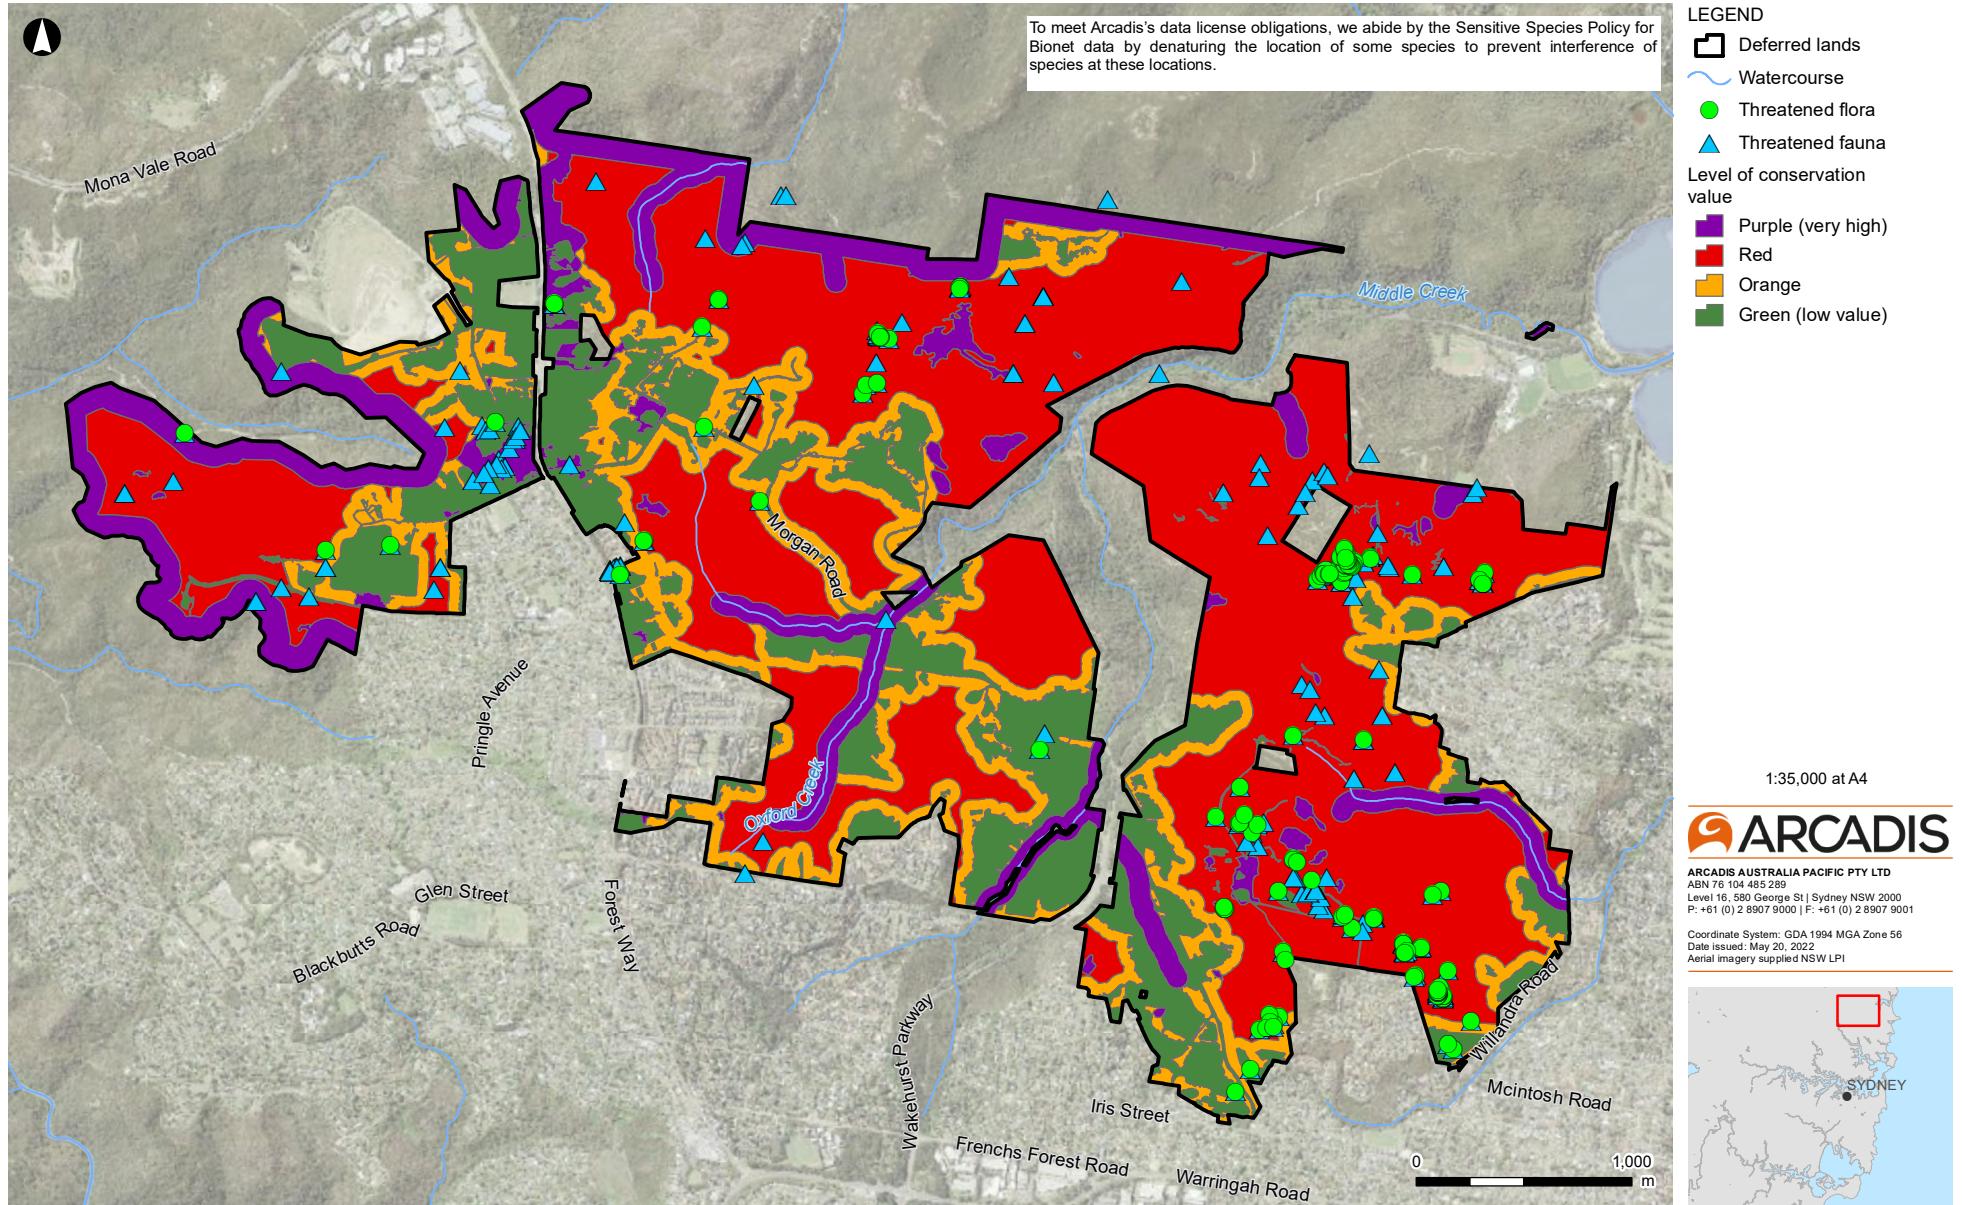 To meet Arcadis's data license obligations, we abide by the Sensitive Species Policy for
Bionet data by denaturing the location of some species to prevent interference of
species at these locations.
LEGEND
Deferred lands
Watercourse
Threatened flora
Threatened fauna
Level of conservation
value
Purple (very high)
Red
Orange
Green (low value)
Mona Vale Road
Middle Creek
Morgan Road
Pringle Avenue
Oxford Creek
Glen Street
Forest Way
Blackbutts Road
Wakehurst Parkway
Willandra Road
Mcintosh Road
Iris Street
Frenchs Forest Road
Warringah Road
0 1,000
m
1:35,000 at A4
ARCADIS
ARCADIS AUSTRALIA PACIFIC PTY LTD
ABN 76 104 485 289
Level 16, 580 George St | Sydney NSW 2000
P: +61 (0) 2 8907 9000 | F: +61 (0) 2 8907 9001
Coordinate System: GDA 1994 MGA Zone 56
Date issued: May 20, 2022
Aerial imagery supplied NSW LPI
SYDNEY